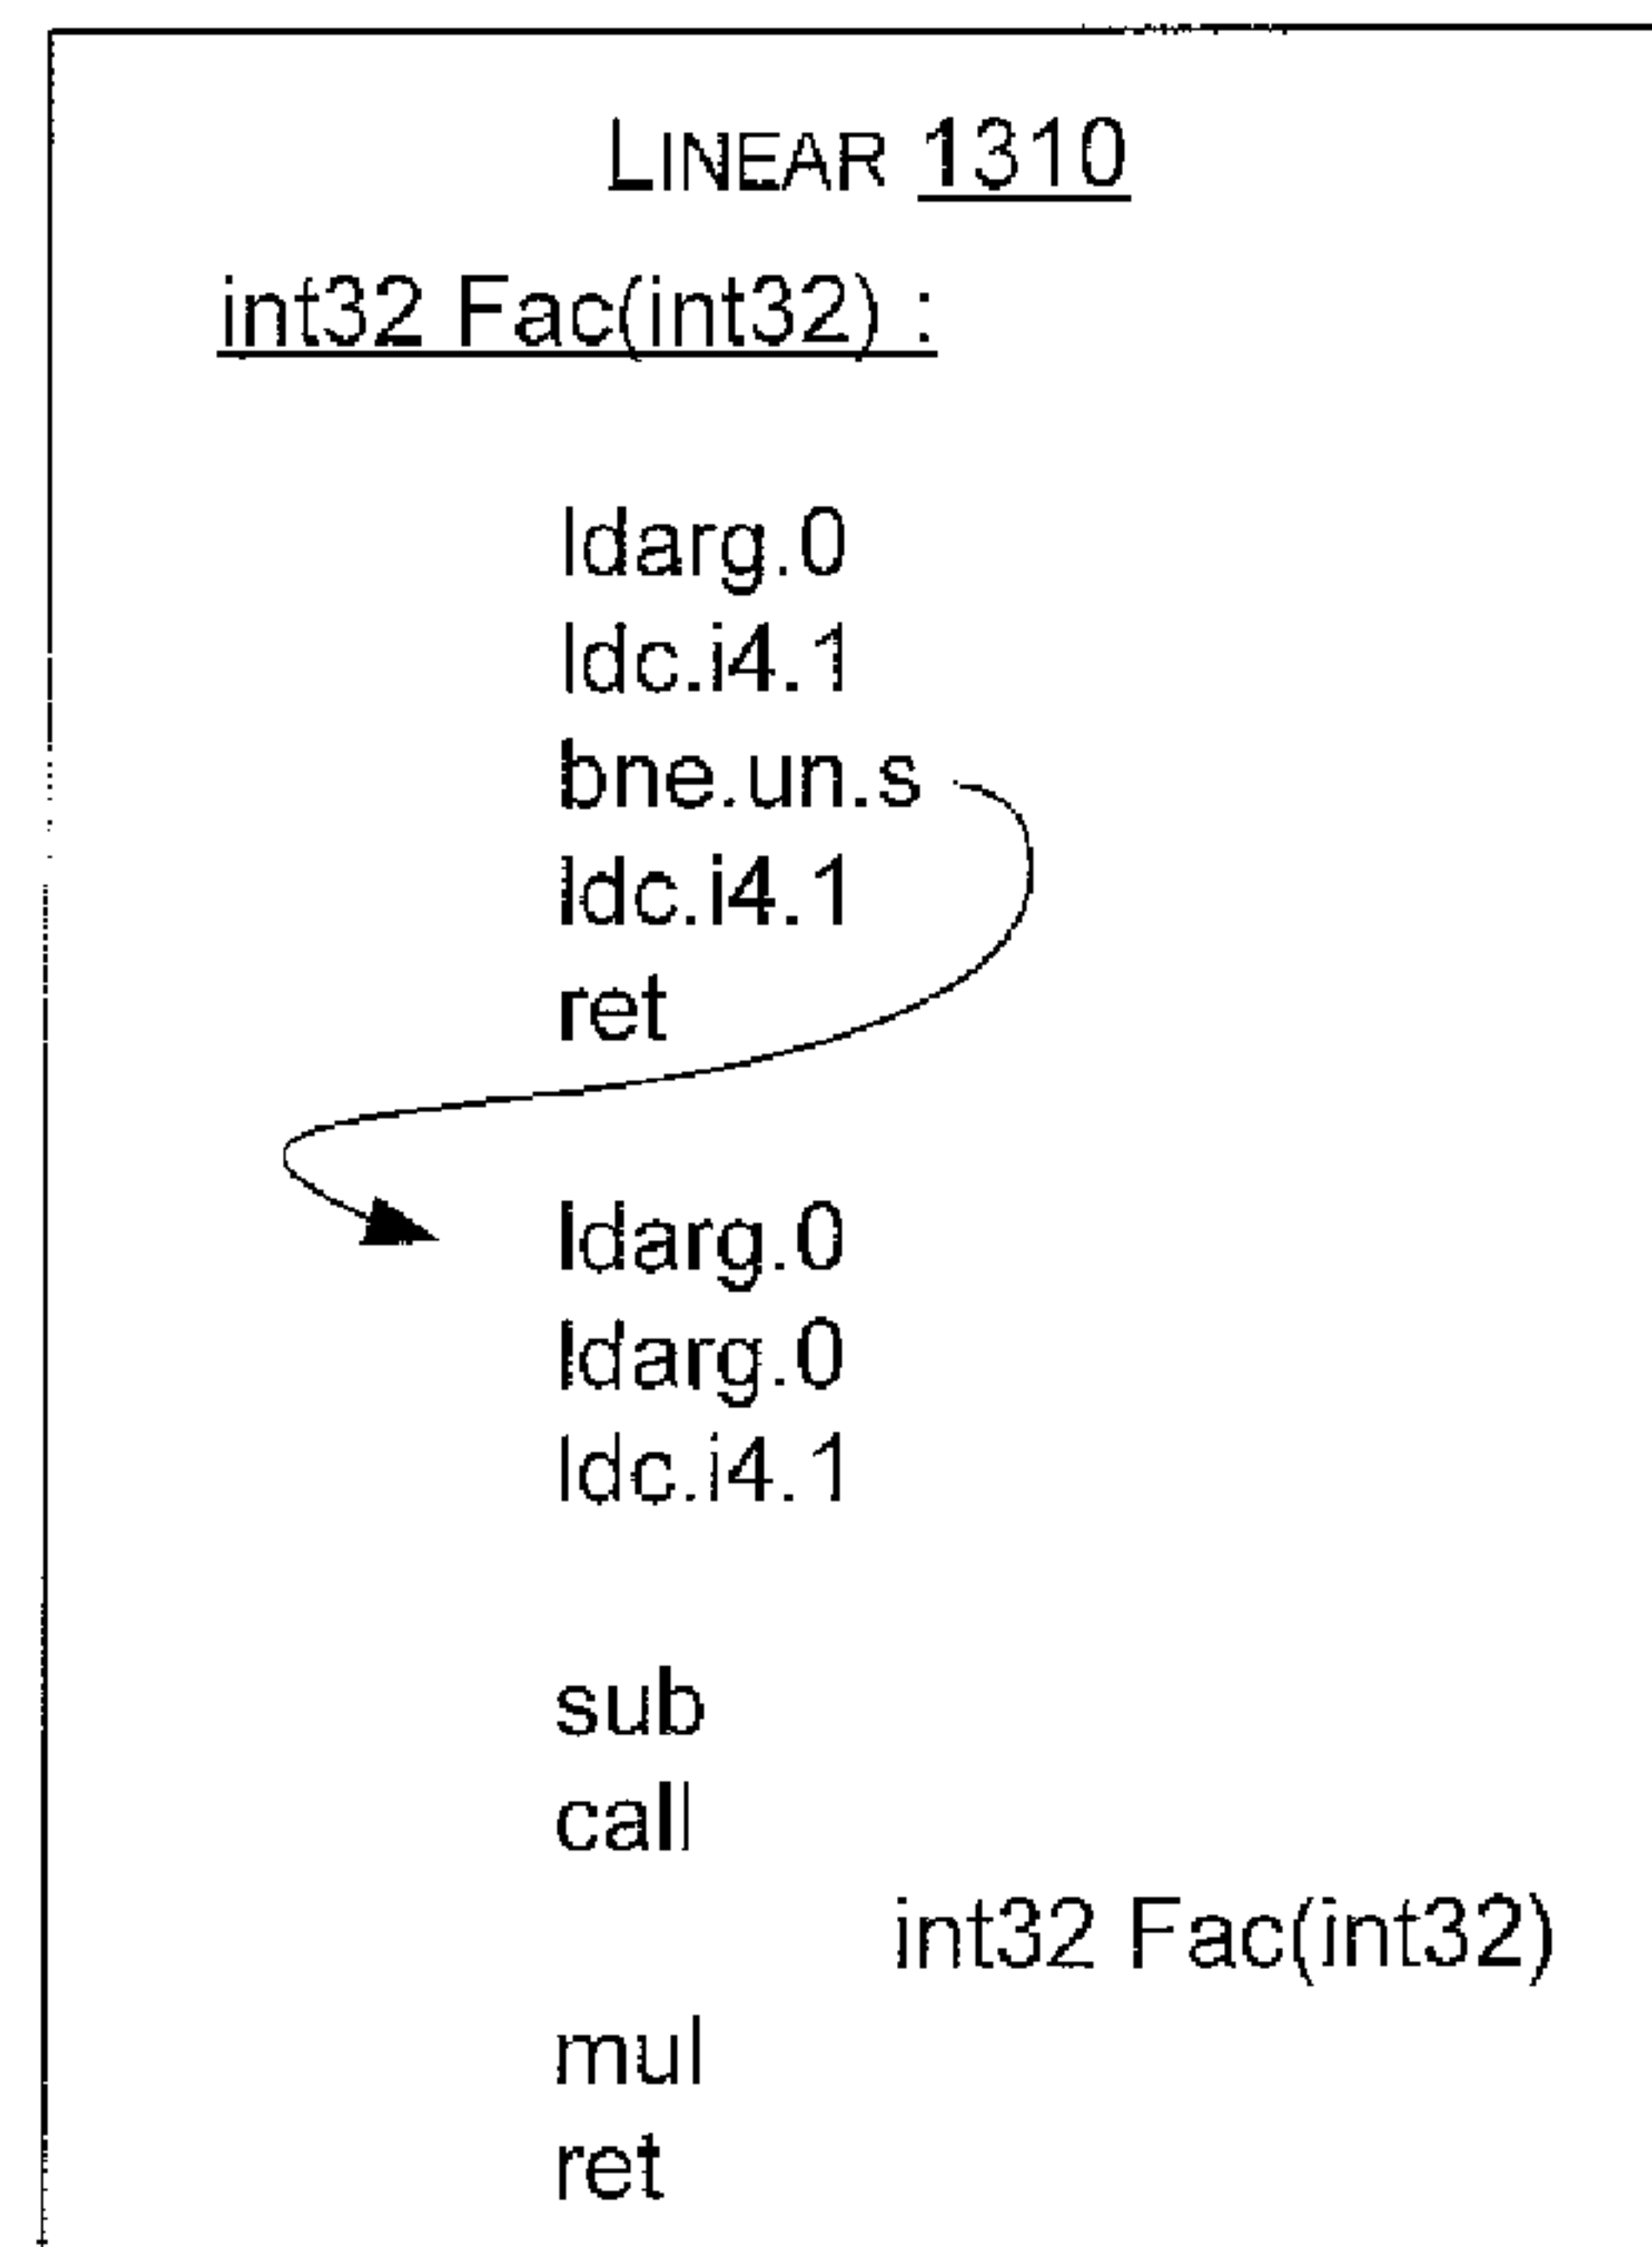 LINEAR 1310
int32 Fac(int32) :
ldarg.0
ldc.i4.1
bne.un.s
ldc.i4.1
ret
ldarg.0
ldarg.0
ldc.i4.1
sub
call
int32 Fac(int32)
mul
ret